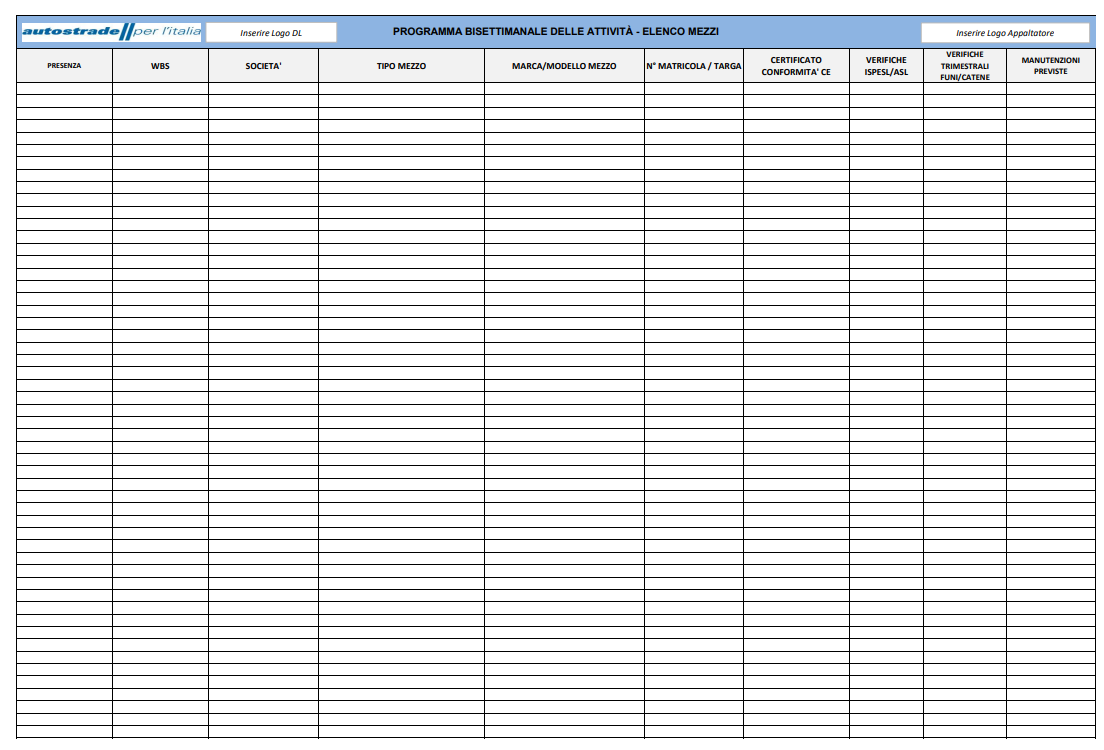 autostrade per l'italia
Inserire Logo DL
PROGRAMMA BISETTIMANALE DELLE ATTIVITÀ - ELENCO MEZZI
Inserire Logo Appaltatore
PRESENZA
WBS
SOCIETA'
TIPO MEZZO
MARCA/MODELLO MEZZO
N° MATRICOLA / TARGA
CERTIFICATO
CONFORMITA' CE
VERIFICHE
ISPESL/ASL
VERIFICHE
TRIMESTRALI
FUNI/CATENE
MANUTENZIONI
PREVISTE